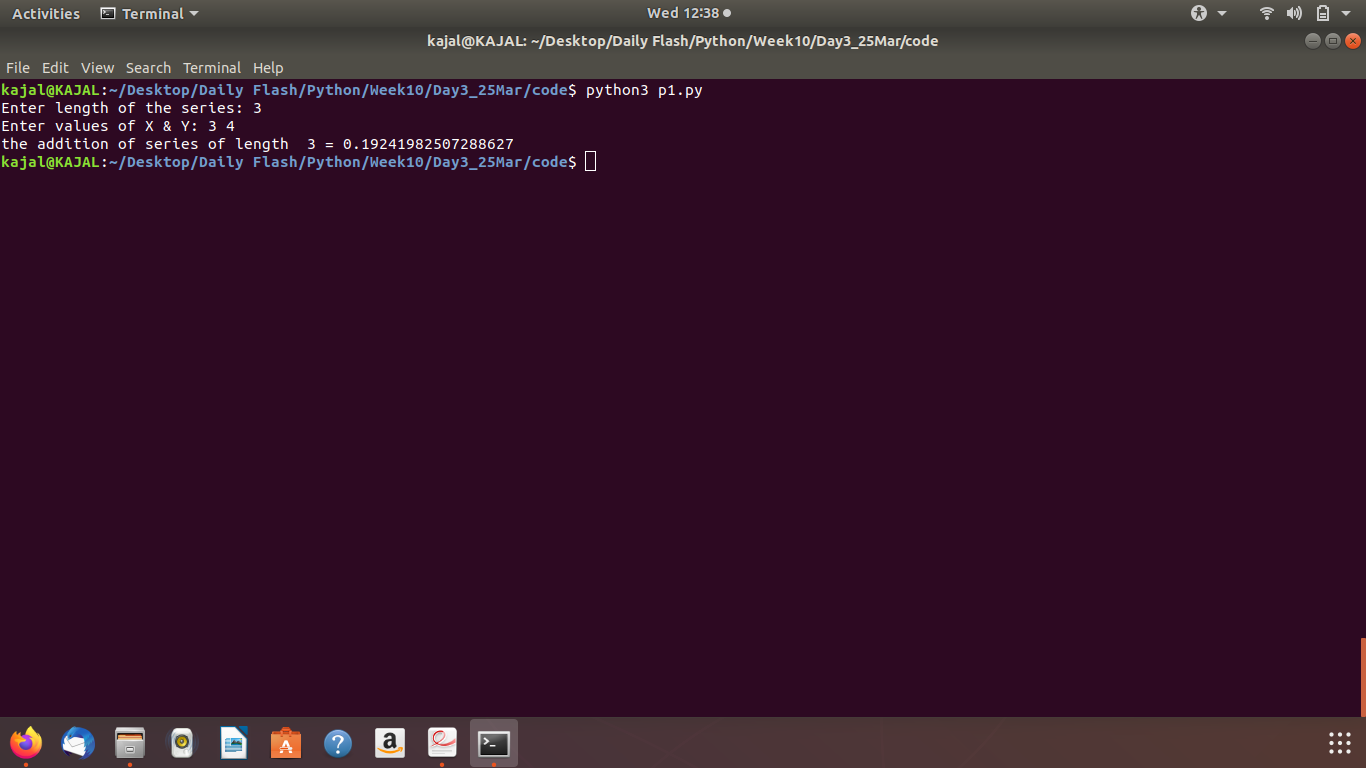 Activities Terminal Wed 12:38
kajal@KAJAL: ~/Desktop/Daily Flash/Python/Week10/Day3_25Mar/code
File Edit View Search Terminal Help
kajal@KAJAL:~/Desktop/Daily Flash/Python/Week10/Day3_25Mar/code$ python3 p1.py
Enter length of the series: 3
Enter values of X & Y: 3 4
the addition of series of length  3 = 0.19241982507288627
kajal@KAJAL:~/Desktop/Daily Flash/Python/Week10/Day3_25Mar/code$